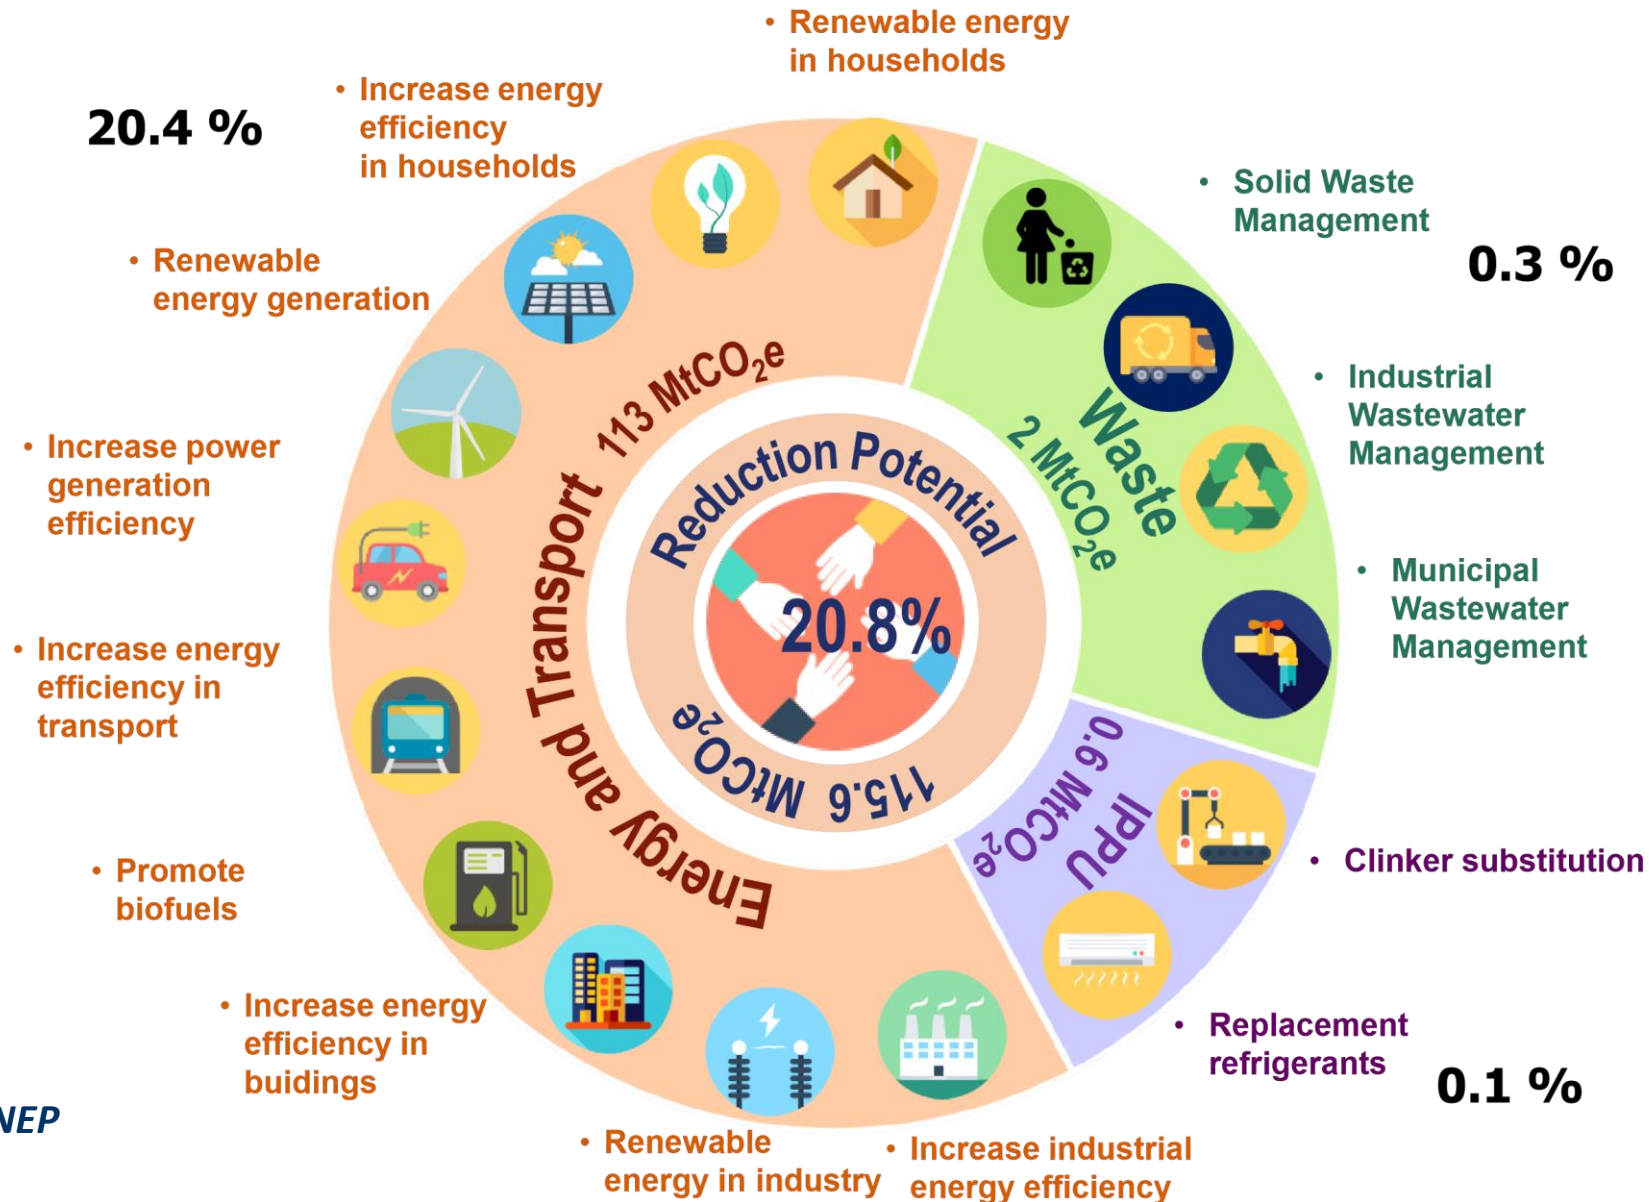 • Renewable energy
in households
• Increase energy
efficiency
in households
20.4 %
• Renewable
energy generation
• Increase power
generation
efficiency
• Increase energy
efficiency in
transport
• Promote
biofuels
• Increase energy
efficiency in
buidings
• Renewable
energy in industry
• Increase industrial
energy efficiency
Energy and Transport 113 MtCO₂e
Reduction Potential
20.8%
115.6 MtCO₂e
Waste
2 MtCO₂e
• Solid Waste
Management
0.3 %
• Industrial
Wastewater
Management
• Municipal
Wastewater
Management
IPPU
0.6 MtCO₂e
• Clinker substitution
• Replacement
refrigerants
0.1 %